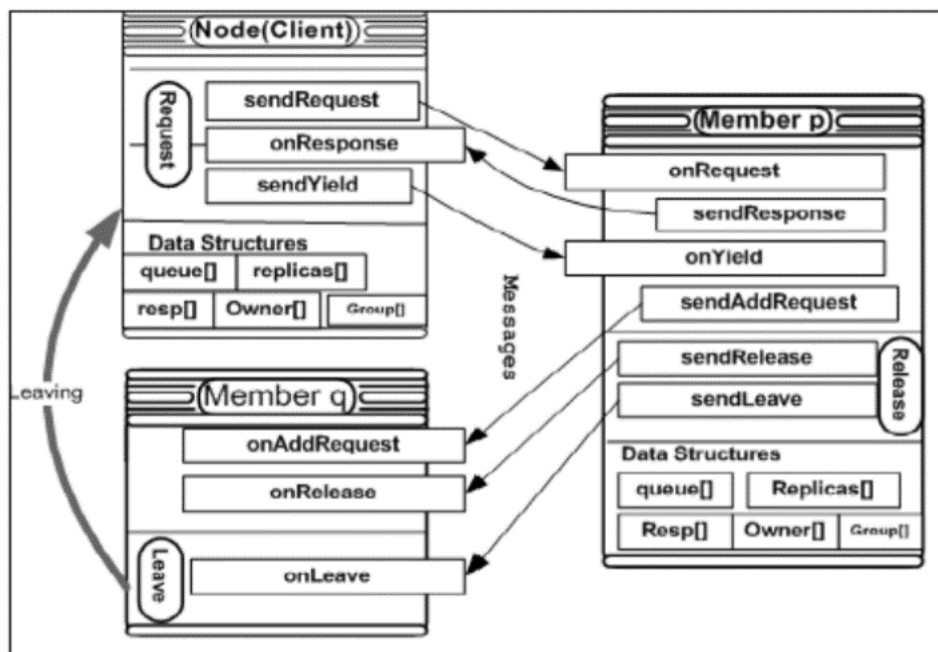 Node(Client)
Request
sendRequest
onResponse
sendYield
Data Structures
queue[]
replicas[]
resp[]
Owner[]
Group[]
Leaving
Member q
onAddRequest
onRelease
Leave
onLeave
Messages
Member p
onRequest
sendResponse
onYield
sendAddRequest
sendRelease
sendLeave
Release
Data Structures
queue[]
Replicas[]
Resp[]
Owner[]
Group[]